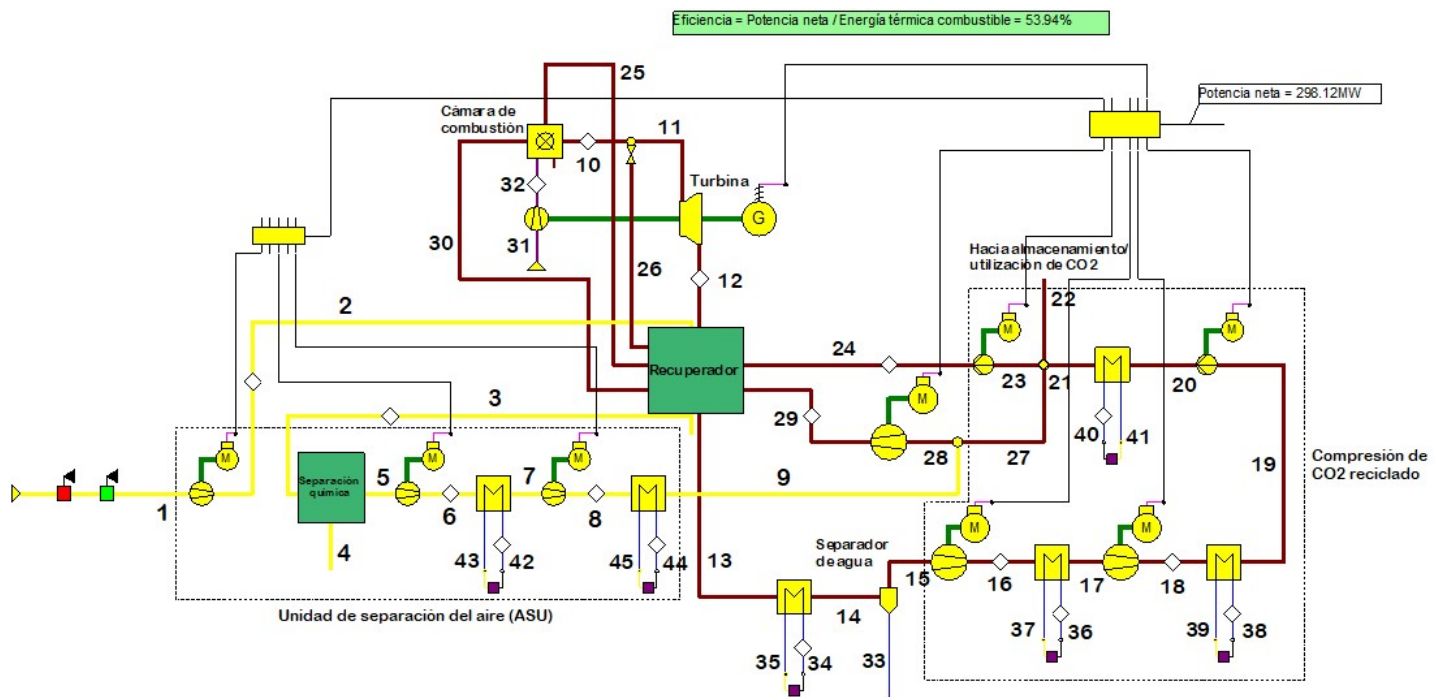 Eficiencia = Potencia neta / Energía térmica combustible = 53.94%
25
Potencia neta = 298.12MW
Cámara de
combustión
11
10
32
Turbina
G
30
31
26
12
Hacia almacenamiento/
utilización de CO2
22
2
M
M
24
Recuperador
23
21
20
3
29
M
40
41
M
M
M
28
27
Compresión de
CO2 reciclado
19
Separación
química
5
7
9
1
6
8
M
M
4
43
42
45
44
13
Separador
de agua
15
16
17
18
14
Unidad de separación del aire (ASU)
37
36
39
38
35
34
33